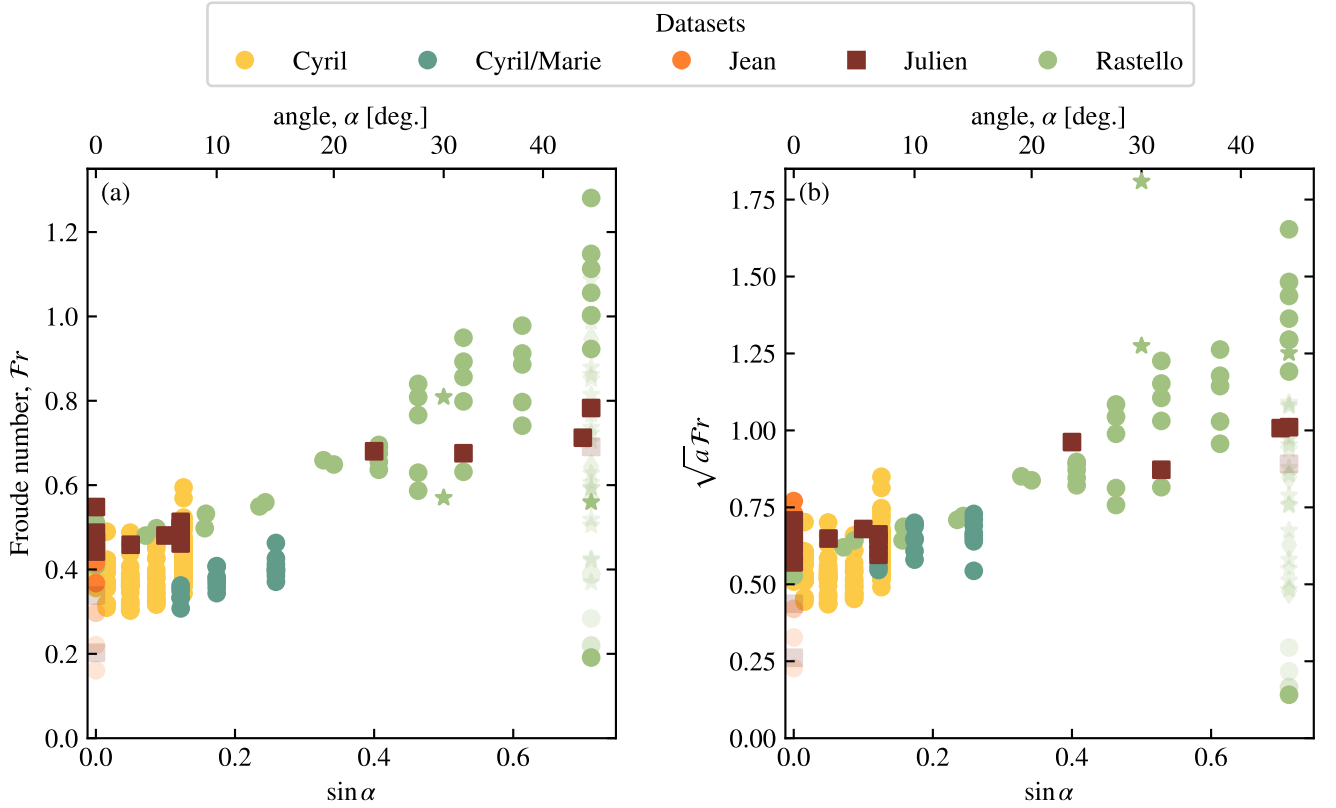 Datasets
Cyril Cyril/Marie Jean Julien Rastello
angle, α [deg.]
0 10 20 30 40
(a)
Froude number, ℱr
1.2
1.0
0.8
0.6
0.4
0.2
0.0
0.0 0.2 0.4 0.6
sin α
angle, α [deg.]
0 10 20 30 40
(b)
√a ℱr
1.75
1.50
1.25
1.00
0.75
0.50
0.25
0.00
0.0 0.2 0.4 0.6
sin α